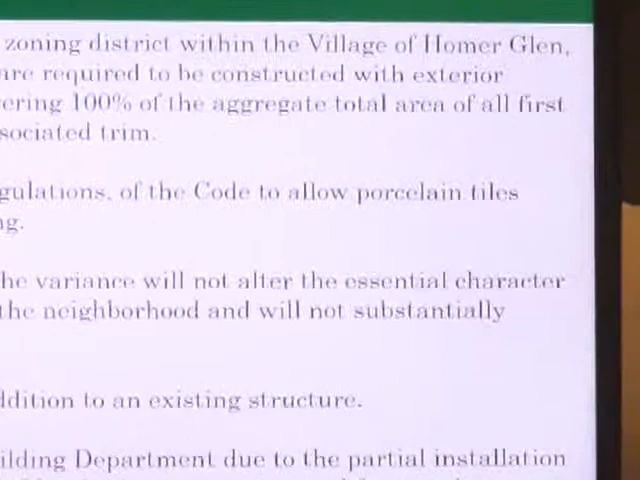 zoning district within the Village of Homer Glen,
are required to be constructed with exterior
ering 100% of the aggregate total area of all first
sociated trim.
gulations, of the Code to allow porcelain tiles
ng.
he variance will not alter the essential character
the neighborhood and will not substantially
ddition to an existing structure.
ilding Department due to the partial installation